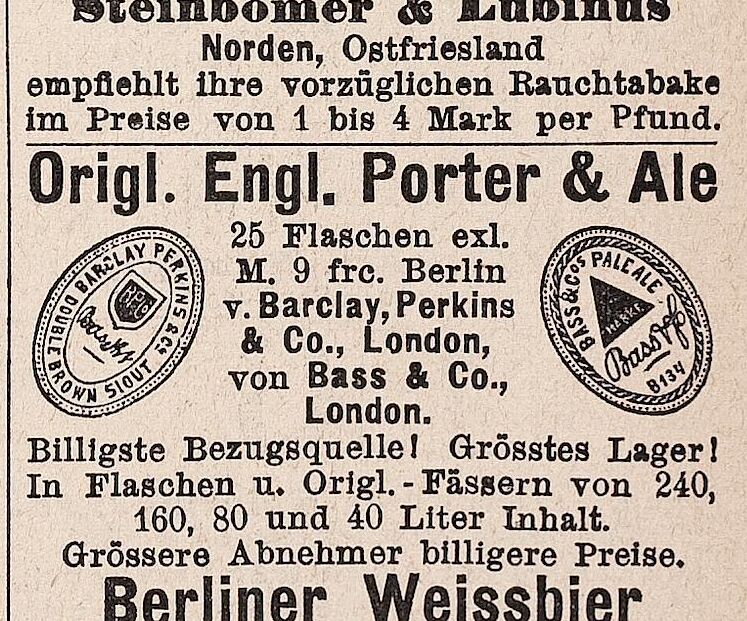 Steinbömer & Lubinus
Norden, Ostfriesland
empfiehlt ihre vorzüglichen Rauchtabake
im Preise von 1 bis 4 Mark per Pfund.
Origl. Engl. Porter & Ale
BARCLAY PERKINS & Cos
DOUBLE BROWN STOUT
25 Flaschen exl.
M. 9 frc. Berlin
v. Barclay, Perkins
& Co., London,
von Bass & Co.,
London.
BASS & Cos PALE ALE
Bass & Co
B134
Billigste Bezugsquelle! Grösstes Lager!
In Flaschen u. Origl.-Fässern von 240,
160, 80 und 40 Liter Inhalt.
Grössere Abnehmer billigere Preise.
Berliner Weissbier